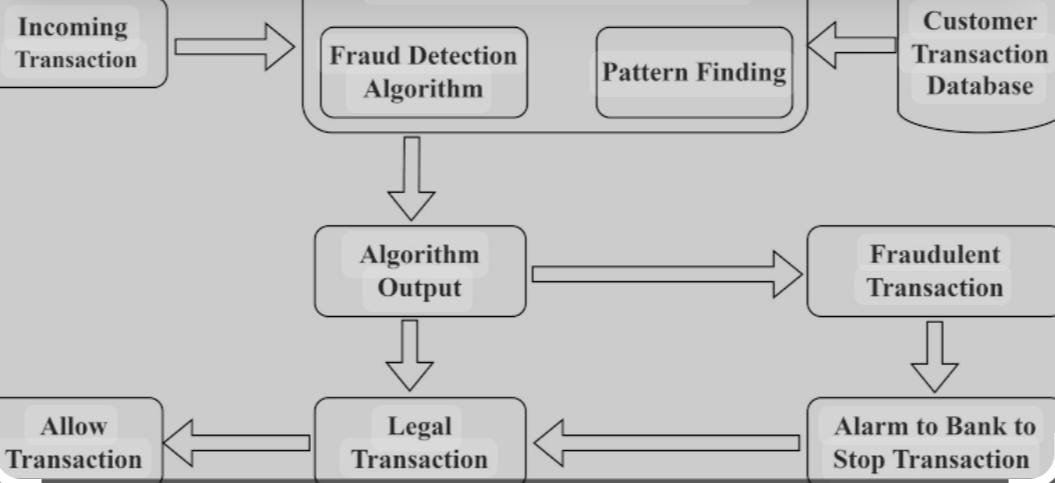 Incoming
Transaction
Fraud Detection
Algorithm
Pattern Finding
Customer
Transaction
Database
Algorithm
Output
Fraudulent
Transaction
Allow
Transaction
Legal
Transaction
Alarm to Bank to
Stop Transaction